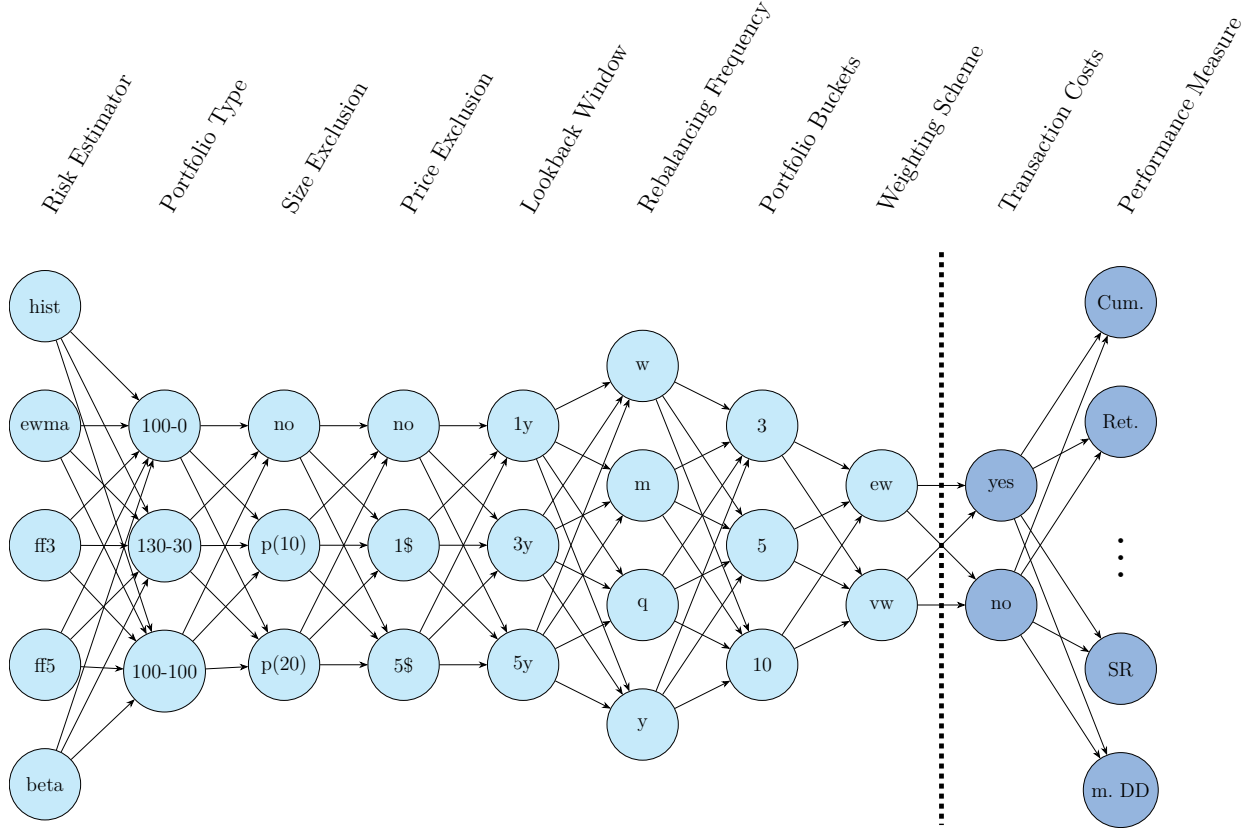 Risk Estimator
Portfolio Type
Size Exclusion
Price Exclusion
Lookback Window
Rebalancing Frequency
Portfolio Buckets
Weighting Scheme
Transaction Costs
Performance Measure
hist
ewma
ff3
ff5
beta
100-0
130-30
100-100
no
p(10)
p(20)
no
1$
5$
1y
3y
5y
w
m
q
y
3
5
10
ew
vw
yes
no
Cum.
Ret.
SR
m. DD